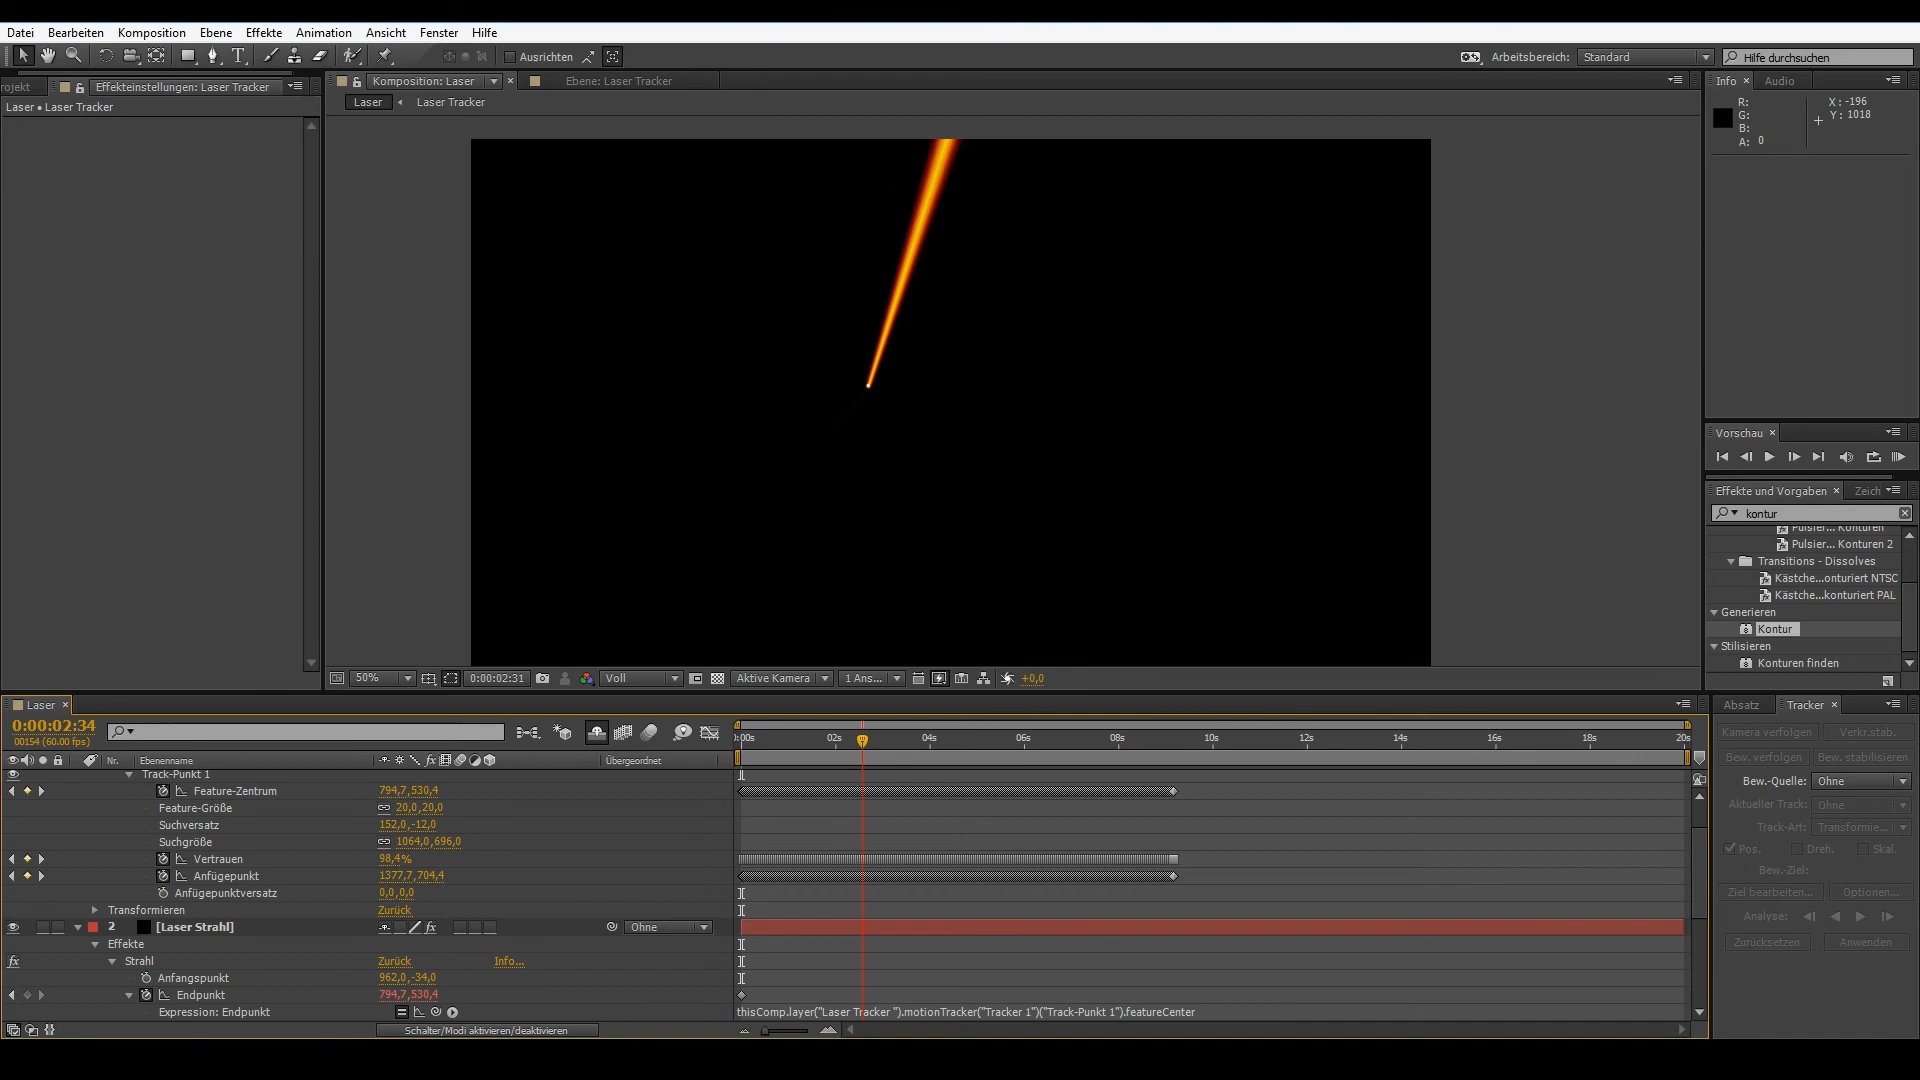 Datei Bearbeiten Komposition Ebene Effekte Animation Ansicht Fenster Hilfe
Ausrichten Arbeitsbereich: Standard Hilfe durchsuchen
rojekt Effekteinstellungen: Laser Tracker Komposition: Laser Ebene: Laser Tracker Info Audio
Laser • Laser Tracker Laser Laser Tracker
R: X : -196
G: Y : 1018
B:
A: 0
Vorschau
Effekte und Vorgaben Zeich
kontur
Pulsier... Konturen
Pulsier... Konturen 2
Transitions - Dissolves
Kästche...onturiert NTSC
Kästche...konturiert PAL
Generieren
Kontur
Stilisieren
Konturen finden
50% 0:00:02:31 Voll Aktive Kamera 1 Ans... +0,0
Laser
0:00:02:34
00154 (60.00 fps)
0:00s 02s 04s 06s 08s 10s 12s 14s 16s 18s 20s
Nr. Ebenenname fx Übergeordnet
Track-Punkt 1
Feature-Zentrum 794,7,530,4
Feature-Größe 20,0,20,0
Suchversatz 152,0,-12,0
Suchgröße 1064,0,696,0
Vertrauen 98,4%
Anfügepunkt 1377,7,704,4
Anfügepunktversatz 0,0,0,0
Transformieren Zurück
2 [Laser Strahl] fx Ohne
Effekte
fx Strahl Zurück Info...
Anfangspunkt 962,0,-34,0
Endpunkt 794,7,530,4
Expression: Endpunkt thisComp.layer("Laser Tracker ").motionTracker("Tracker 1")("Track-Punkt 1").featureCenter
Schalter/Modi aktivieren/deaktivieren
Absatz Tracker
Kamera verfolgen Verkr.stab.
Bew. verfolgen Bew. stabilisieren
Bew.-Quelle: Ohne
Aktueller Track: Ohne
Track-Art: Transformie...
Pos. Dreh. Skal.
Bew.-Ziel:
Ziel bearbeiten... Optionen...
Analyse:
Zurücksetzen Anwenden